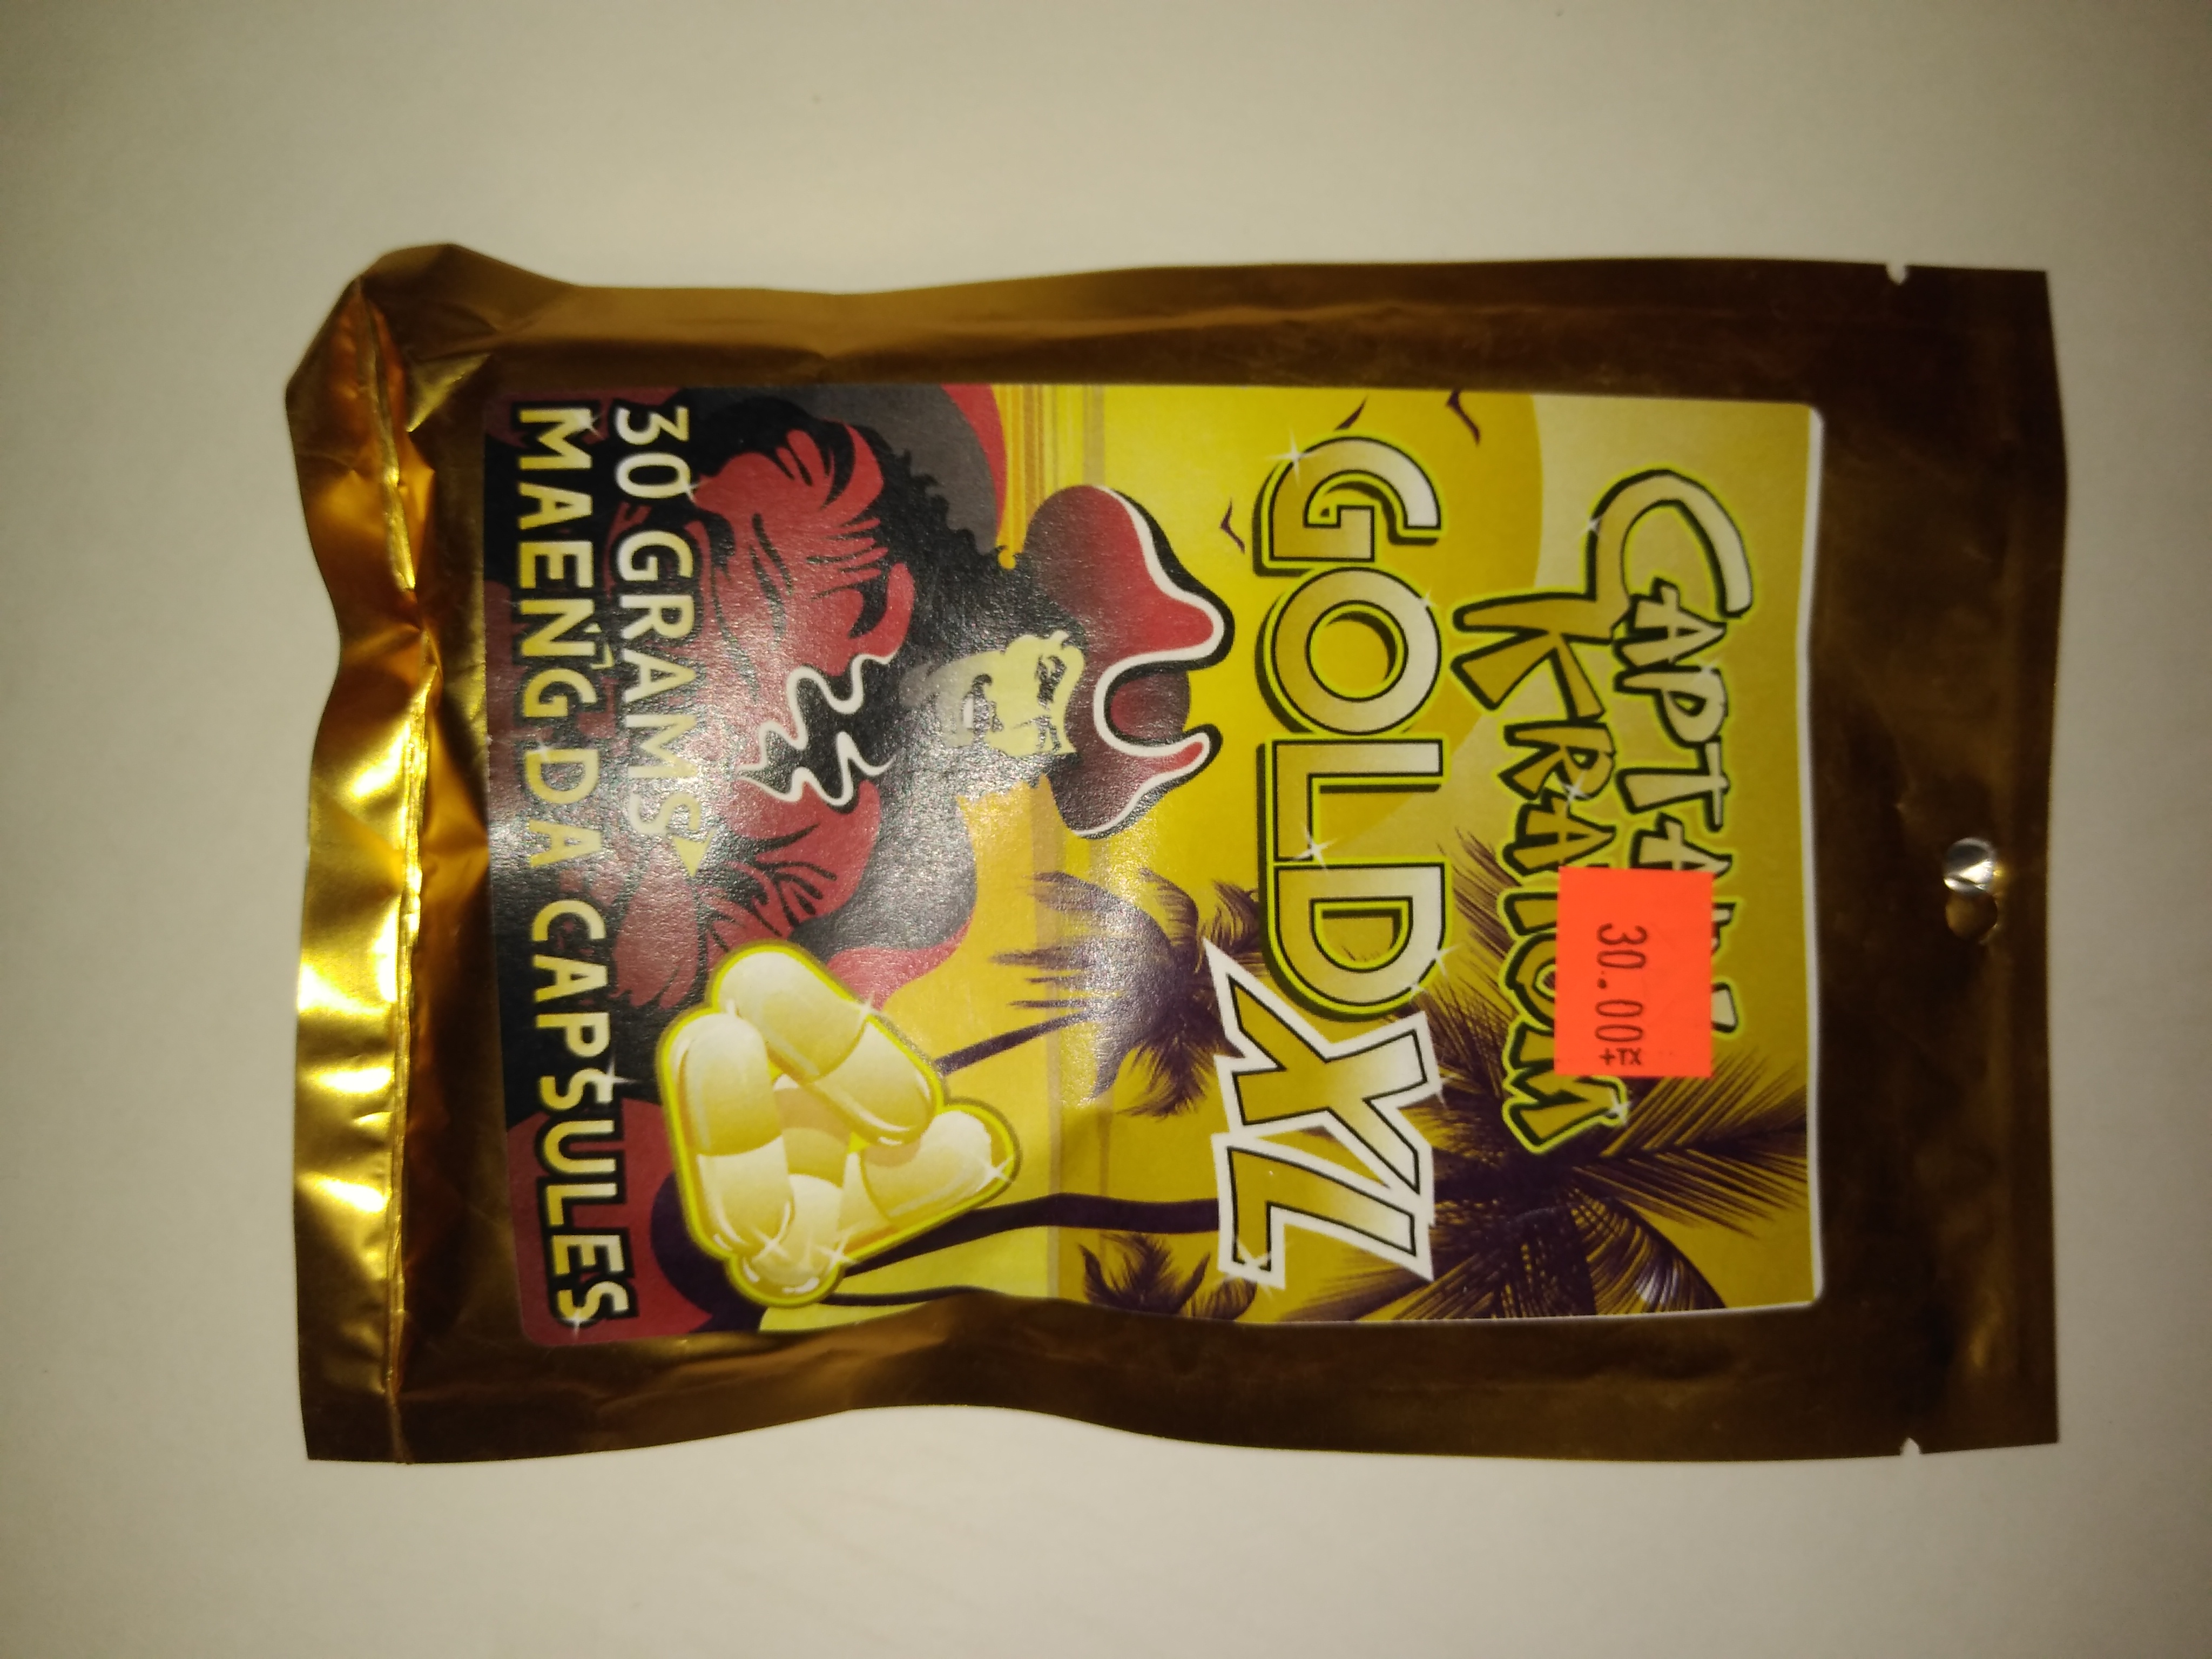 CAPTAIN
KRATOM
30.00
+TX
GOLD XL
30 GRAMS
MAENG DA CAPSULES